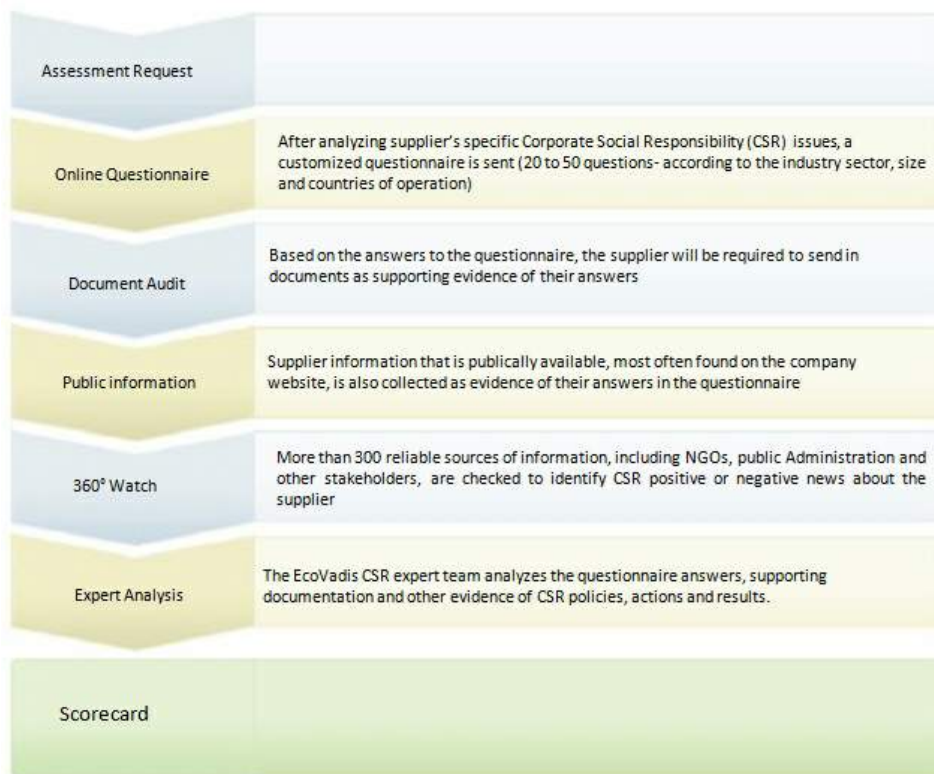 Assessment Request
Online Questionnaire
After analyzing supplier's specific Corporate Social Responsibility (CSR) issues, a
customized questionnaire is sent (20 to 50 questions- according to the industry sector, size
and countries of operation)
Document Audit
Based on the answers to the questionnaire, the supplier will be required to send in
documents as supporting evidence of their answers
Public information
Supplier information that is publically available, most often found on the company
website, is also collected as evidence of their answers in the questionnaire
360° Watch
More than 300 reliable sources of information, including NGOs, public Administration and
other stakeholders, are checked to identify CSR positive or negative news about the
supplier
Expert Analysis
The EcoVadis CSR expert team analyzes the questionnaire answers, supporting
documentation and other evidence of CSR policies, actions and results.
Scorecard